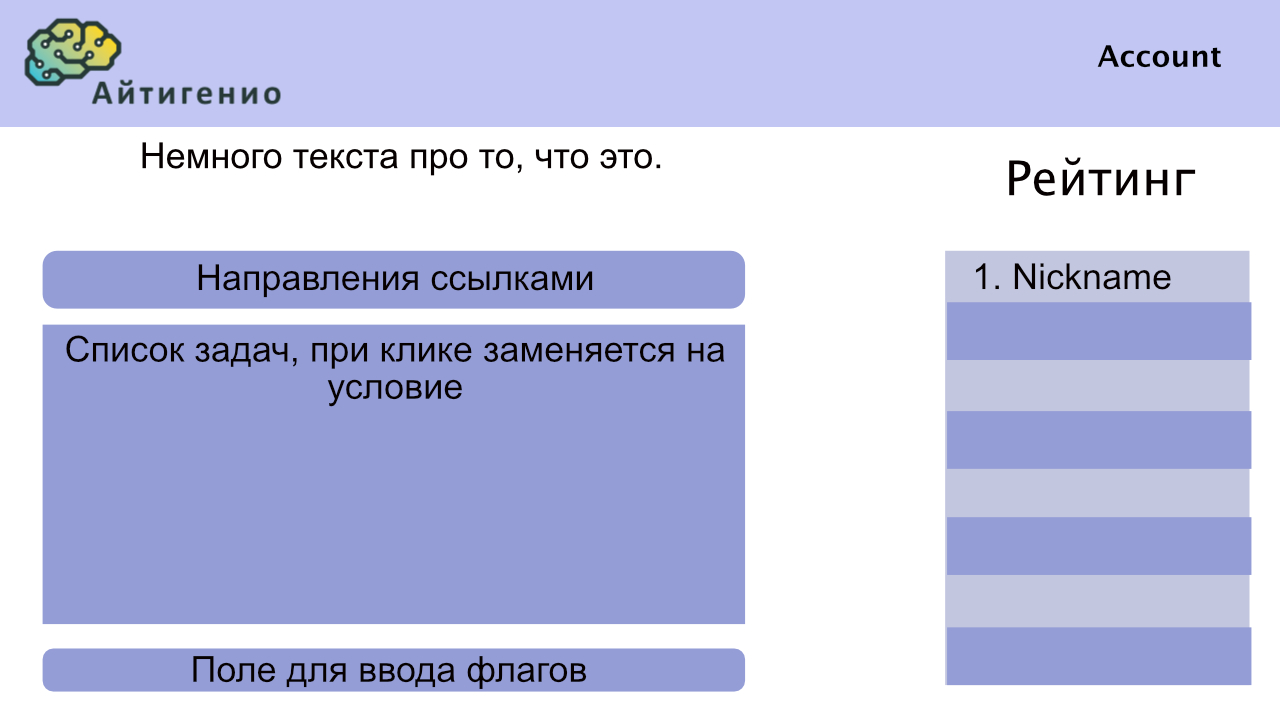 Айтигенио
Account
Немного текста про то, что это.
Рейтинг
Направления ссылками
1. Nickname
Список задач, при клике заменяется на
условие
Поле для ввода флагов